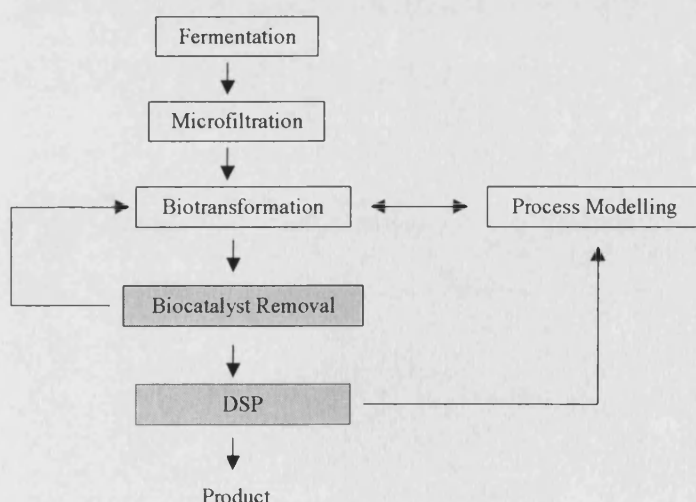 Fermentation
Microfiltration
Biotransformation
Process Modelling
Biocatalyst Removal
DSP
Product